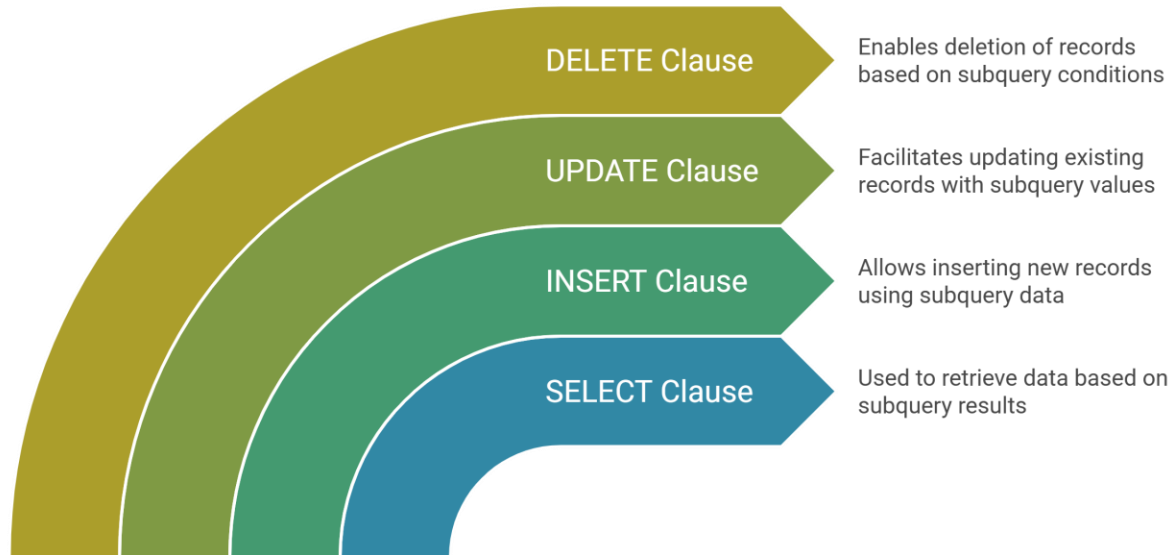 DELETE Clause
Enables deletion of records
based on subquery conditions
UPDATE Clause
Facilitates updating existing
records with subquery values
INSERT Clause
Allows inserting new records
using subquery data
SELECT Clause
Used to retrieve data based on
subquery results